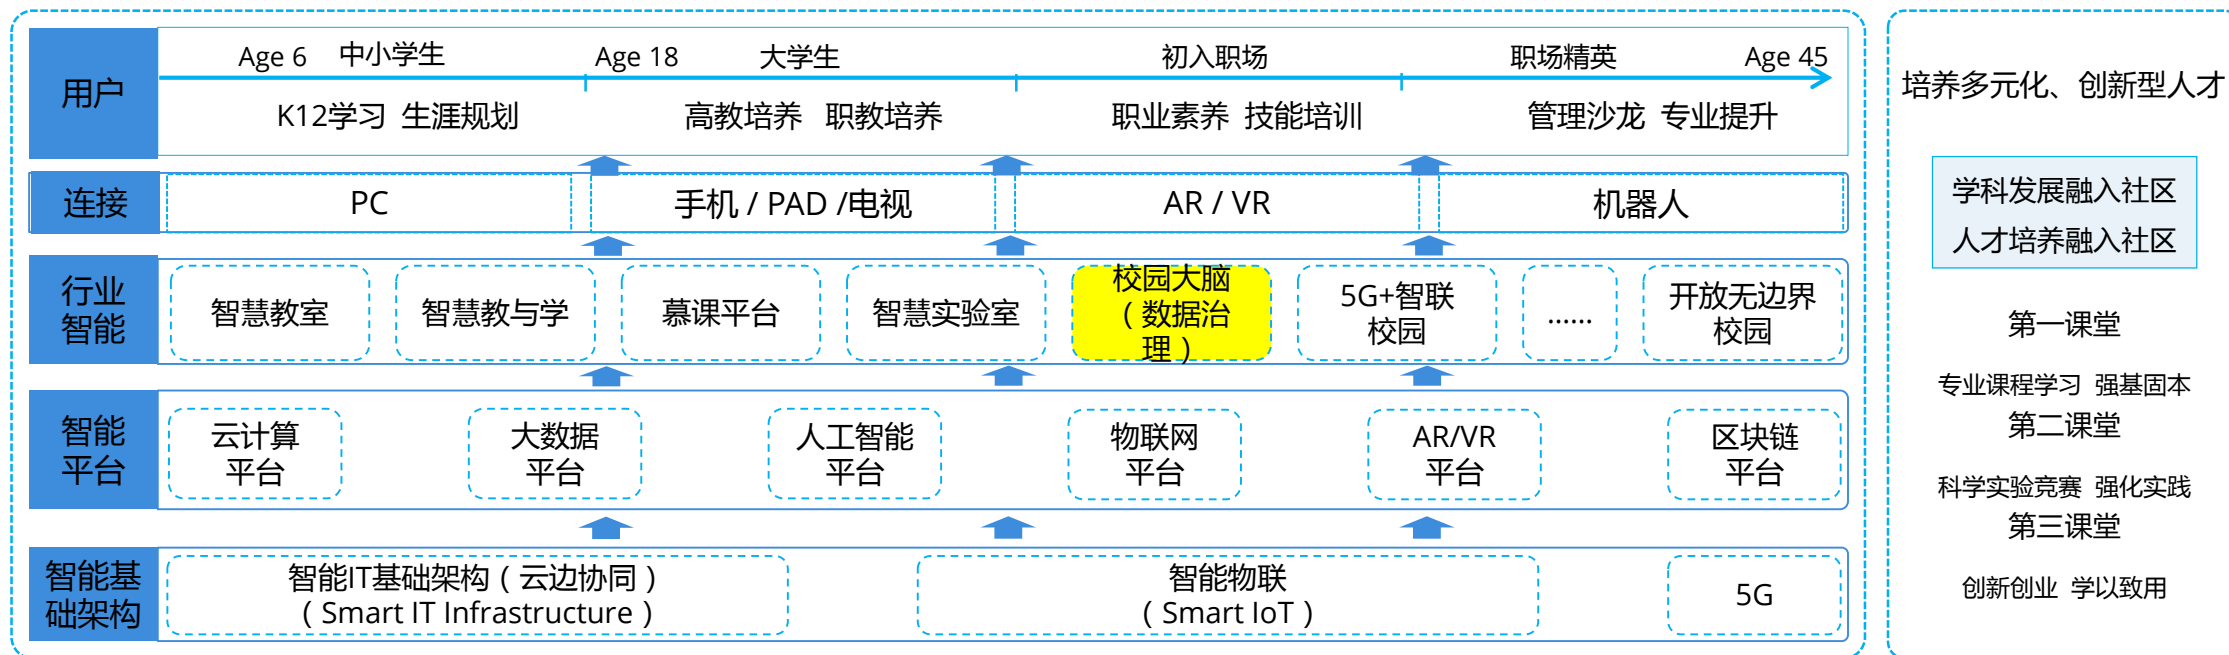 用户
Age 6 中小学生 Age 18 大学生 初入职场 职场精英 Age 45
K12学习 生涯规划 高教培养 职教培养 职业素养 技能培训 管理沙龙 专业提升
连接
PC
手机 / PAD /电视
AR / VR
机器人
行业
智能
智慧教室
智慧教与学
慕课平台
智慧实验室
校园大脑
（数据治
理）
5G+智联
校园
......
开放无边界
校园
智能
平台
云计算
平台
大数据
平台
人工智能
平台
物联网
平台
AR/VR
平台
区块链
平台
智能基
础架构
智能IT基础架构（云边协同）
（Smart IT Infrastructure）
智能物联
（Smart IoT）
5G
培养多元化、创新型人才
学科发展融入社区
人才培养融入社区
第一课堂
专业课程学习 强基固本
第二课堂
科学实验竞赛 强化实践
第三课堂
创新创业 学以致用